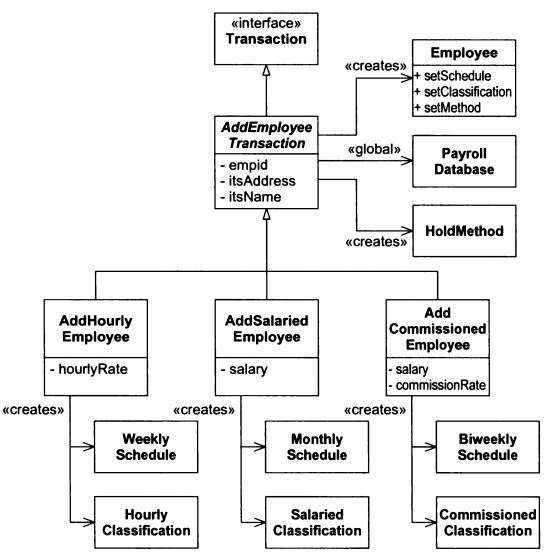 «interface»
Transaction
Employee
+ setSchedule
+ setClassification
+ setMethod
«creates»
AddEmployee
Transaction
- empid
- itsAddress
- itsName
«global»
Payroll
Database
«creates»
HoldMethod
AddHourly
Employee
- hourlyRate
AddSalaried
Employee
- salary
Add
Commissioned
Employee
- salary
- commissionRate
«creates»
«creates»
«creates»
Weekly
Schedule
Monthly
Schedule
Biweekly
Schedule
Hourly
Classification
Salaried
Classification
Commissioned
Classification